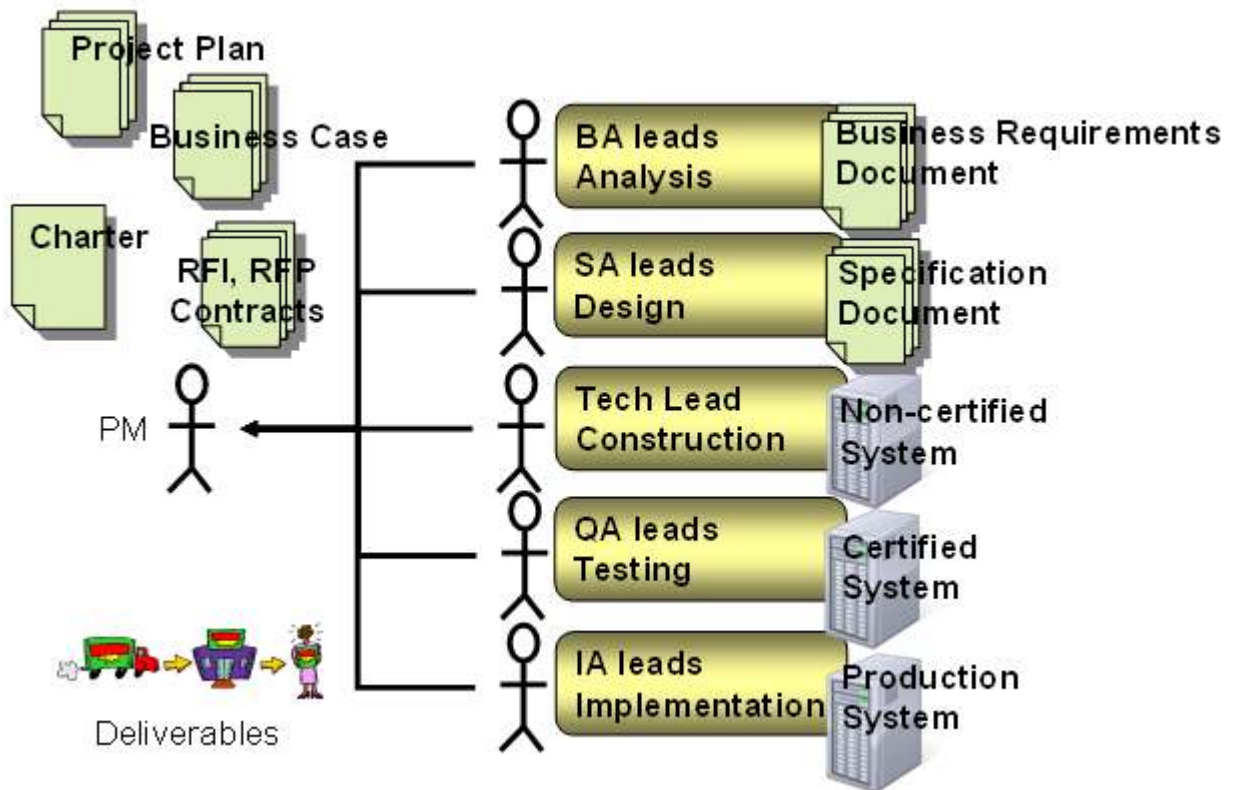 Project Plan
Business Case
Charter
RFI, RFP
Contracts
PM
Deliverables
BA leads
Analysis
Business Requirements
Document
SA leads
Design
Specification
Document
Tech Lead
Construction
Non-certified
System
QA leads
Testing
Certified
System
IA leads
Implementation
Production
System